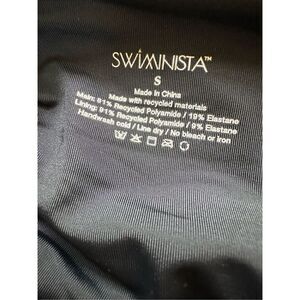 SWIMINISTA™
S
Made in China
Made with recycled materials
Main: 81% Recycled Polyamide / 19% Elastane
Lining: 91% Recycled Polyamide / 9% Elastane
Handwash cold / Line dry / No bleach or iron